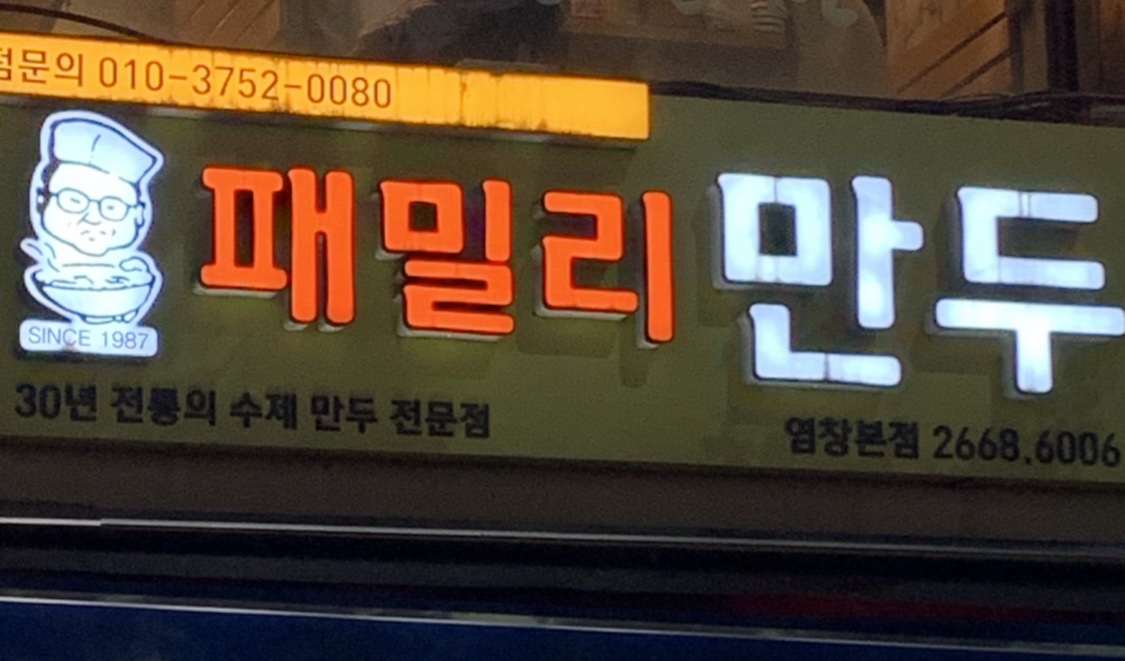 점문의 010-3752-0080
패밀리만두
SINCE 1987
30년 전통의 수제 만두 전문점
염창본점 2668.6006